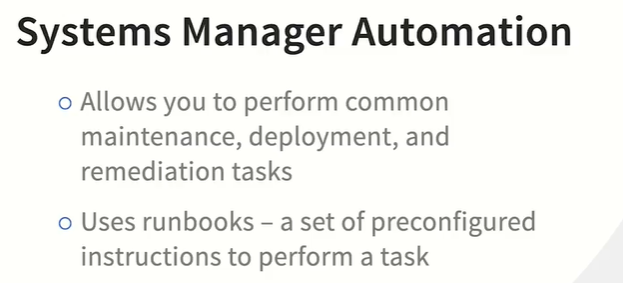 Systems Manager Automation
○ Allows you to perform common
maintenance, deployment, and
remediation tasks
○ Uses runbooks – a set of preconfigured
instructions to perform a task